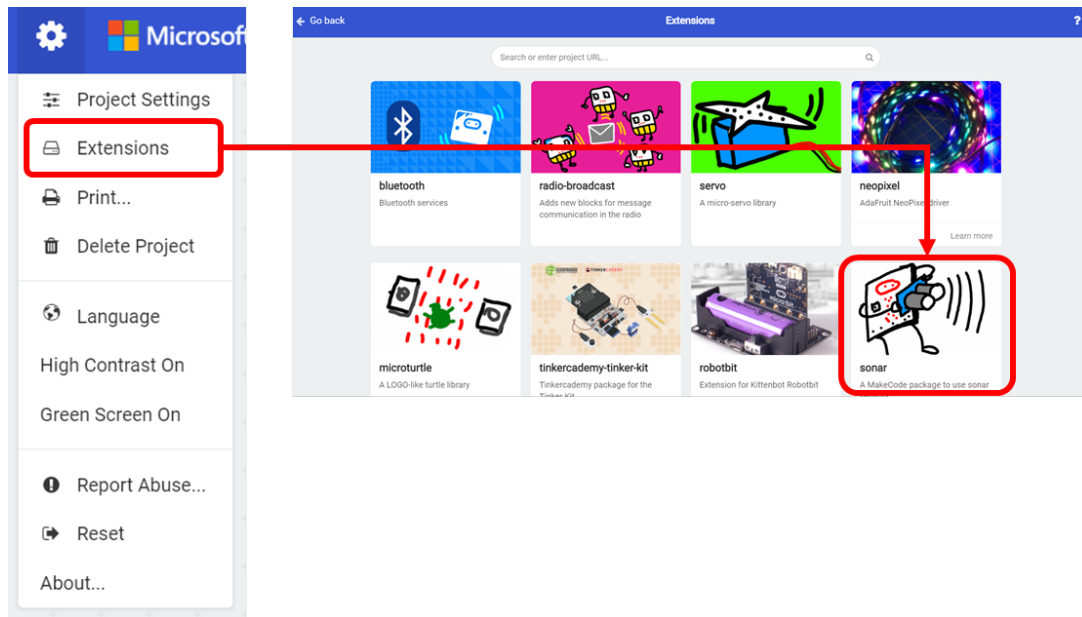 Microsoft
Project Settings
Extensions
Print...
Delete Project
Language
High Contrast On
Green Screen On
Report Abuse...
Reset
About...
Go back
Extensions
?
Search or enter project URL...
bluetooth
Bluetooth services
radio-broadcast
Adds new blocks for message
communication in the radio
servo
A micro-servo library
neopixel
AdaFruit NeoPixel driver
Learn more
microturtle
A LOGO-like turtle library
tinkercademy-tinker-kit
Tinkercademy package for the
Tinker Kit
robotbit
Extension for Kittenbot Robotbit
sonar
A MakeCode package to use sonar